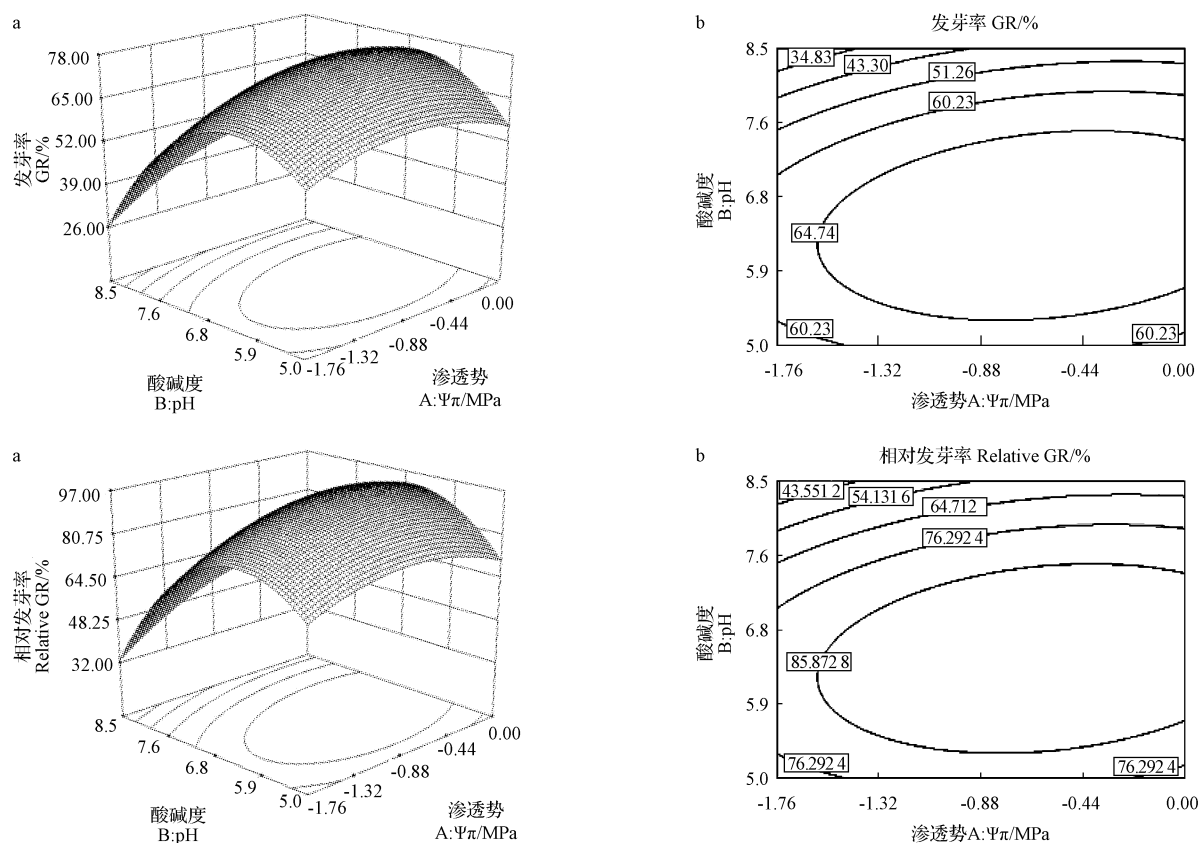 a
78.00
65.00
52.00
39.00
26.00
发芽率
GR/%
8.5
7.6
6.8
5.9
5.0
-1.76
-1.32
-0.88
-0.44
0.00
酸碱度
B:pH
渗透势
A:Ψπ/MPa
b
发芽率 GR/%
8.5
7.6
6.8
5.9
5.0
酸碱度
B:pH
34.83
43.30
51.26
60.23
64.74
60.23
60.23
-1.76
-1.32
-0.88
-0.44
0.00
渗透势A:Ψπ/MPa
a
97.00
80.75
64.50
48.25
32.00
相对发芽率
Relative GR/%
8.5
7.6
6.8
5.9
5.0
-1.76
-1.32
-0.88
-0.44
0.00
酸碱度
B:pH
渗透势
A:Ψπ/MPa
b
相对发芽率 Relative GR/%
8.5
7.6
6.8
5.9
5.0
酸碱度
B:pH
43.551 2
54.131 6
64.712
76.292 4
85.872 8
76.292 4
76.292 4
-1.76
-1.32
-0.88
-0.44
0.00
渗透势A:Ψπ/MPa